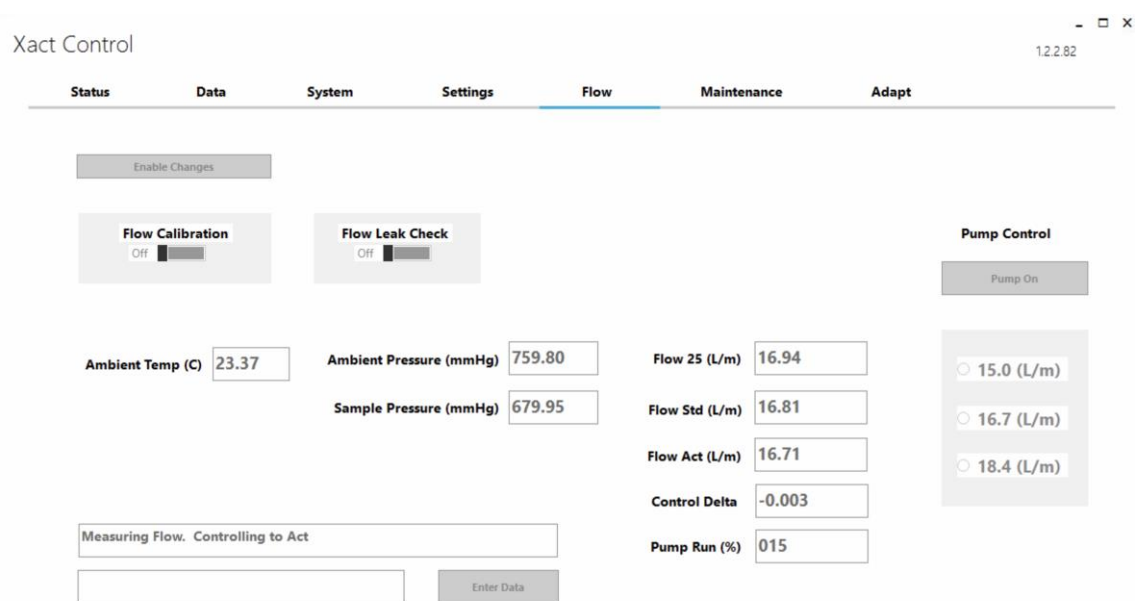 Xact Control
1.2.2.82
Status Data System Settings Flow Maintenance Adapt
Enable Changes
Flow Calibration
Off
Flow Leak Check
Off
Pump Control
Pump On
Ambient Temp (C) 23.37
Ambient Pressure (mmHg) 759.80
Sample Pressure (mmHg) 679.95
Flow 25 (L/m) 16.94
Flow Std (L/m) 16.81
Flow Act (L/m) 16.71
Control Delta -0.003
Pump Run (%) 015
15.0 (L/m)
16.7 (L/m)
18.4 (L/m)
Measuring Flow. Controlling to Act
Enter Data